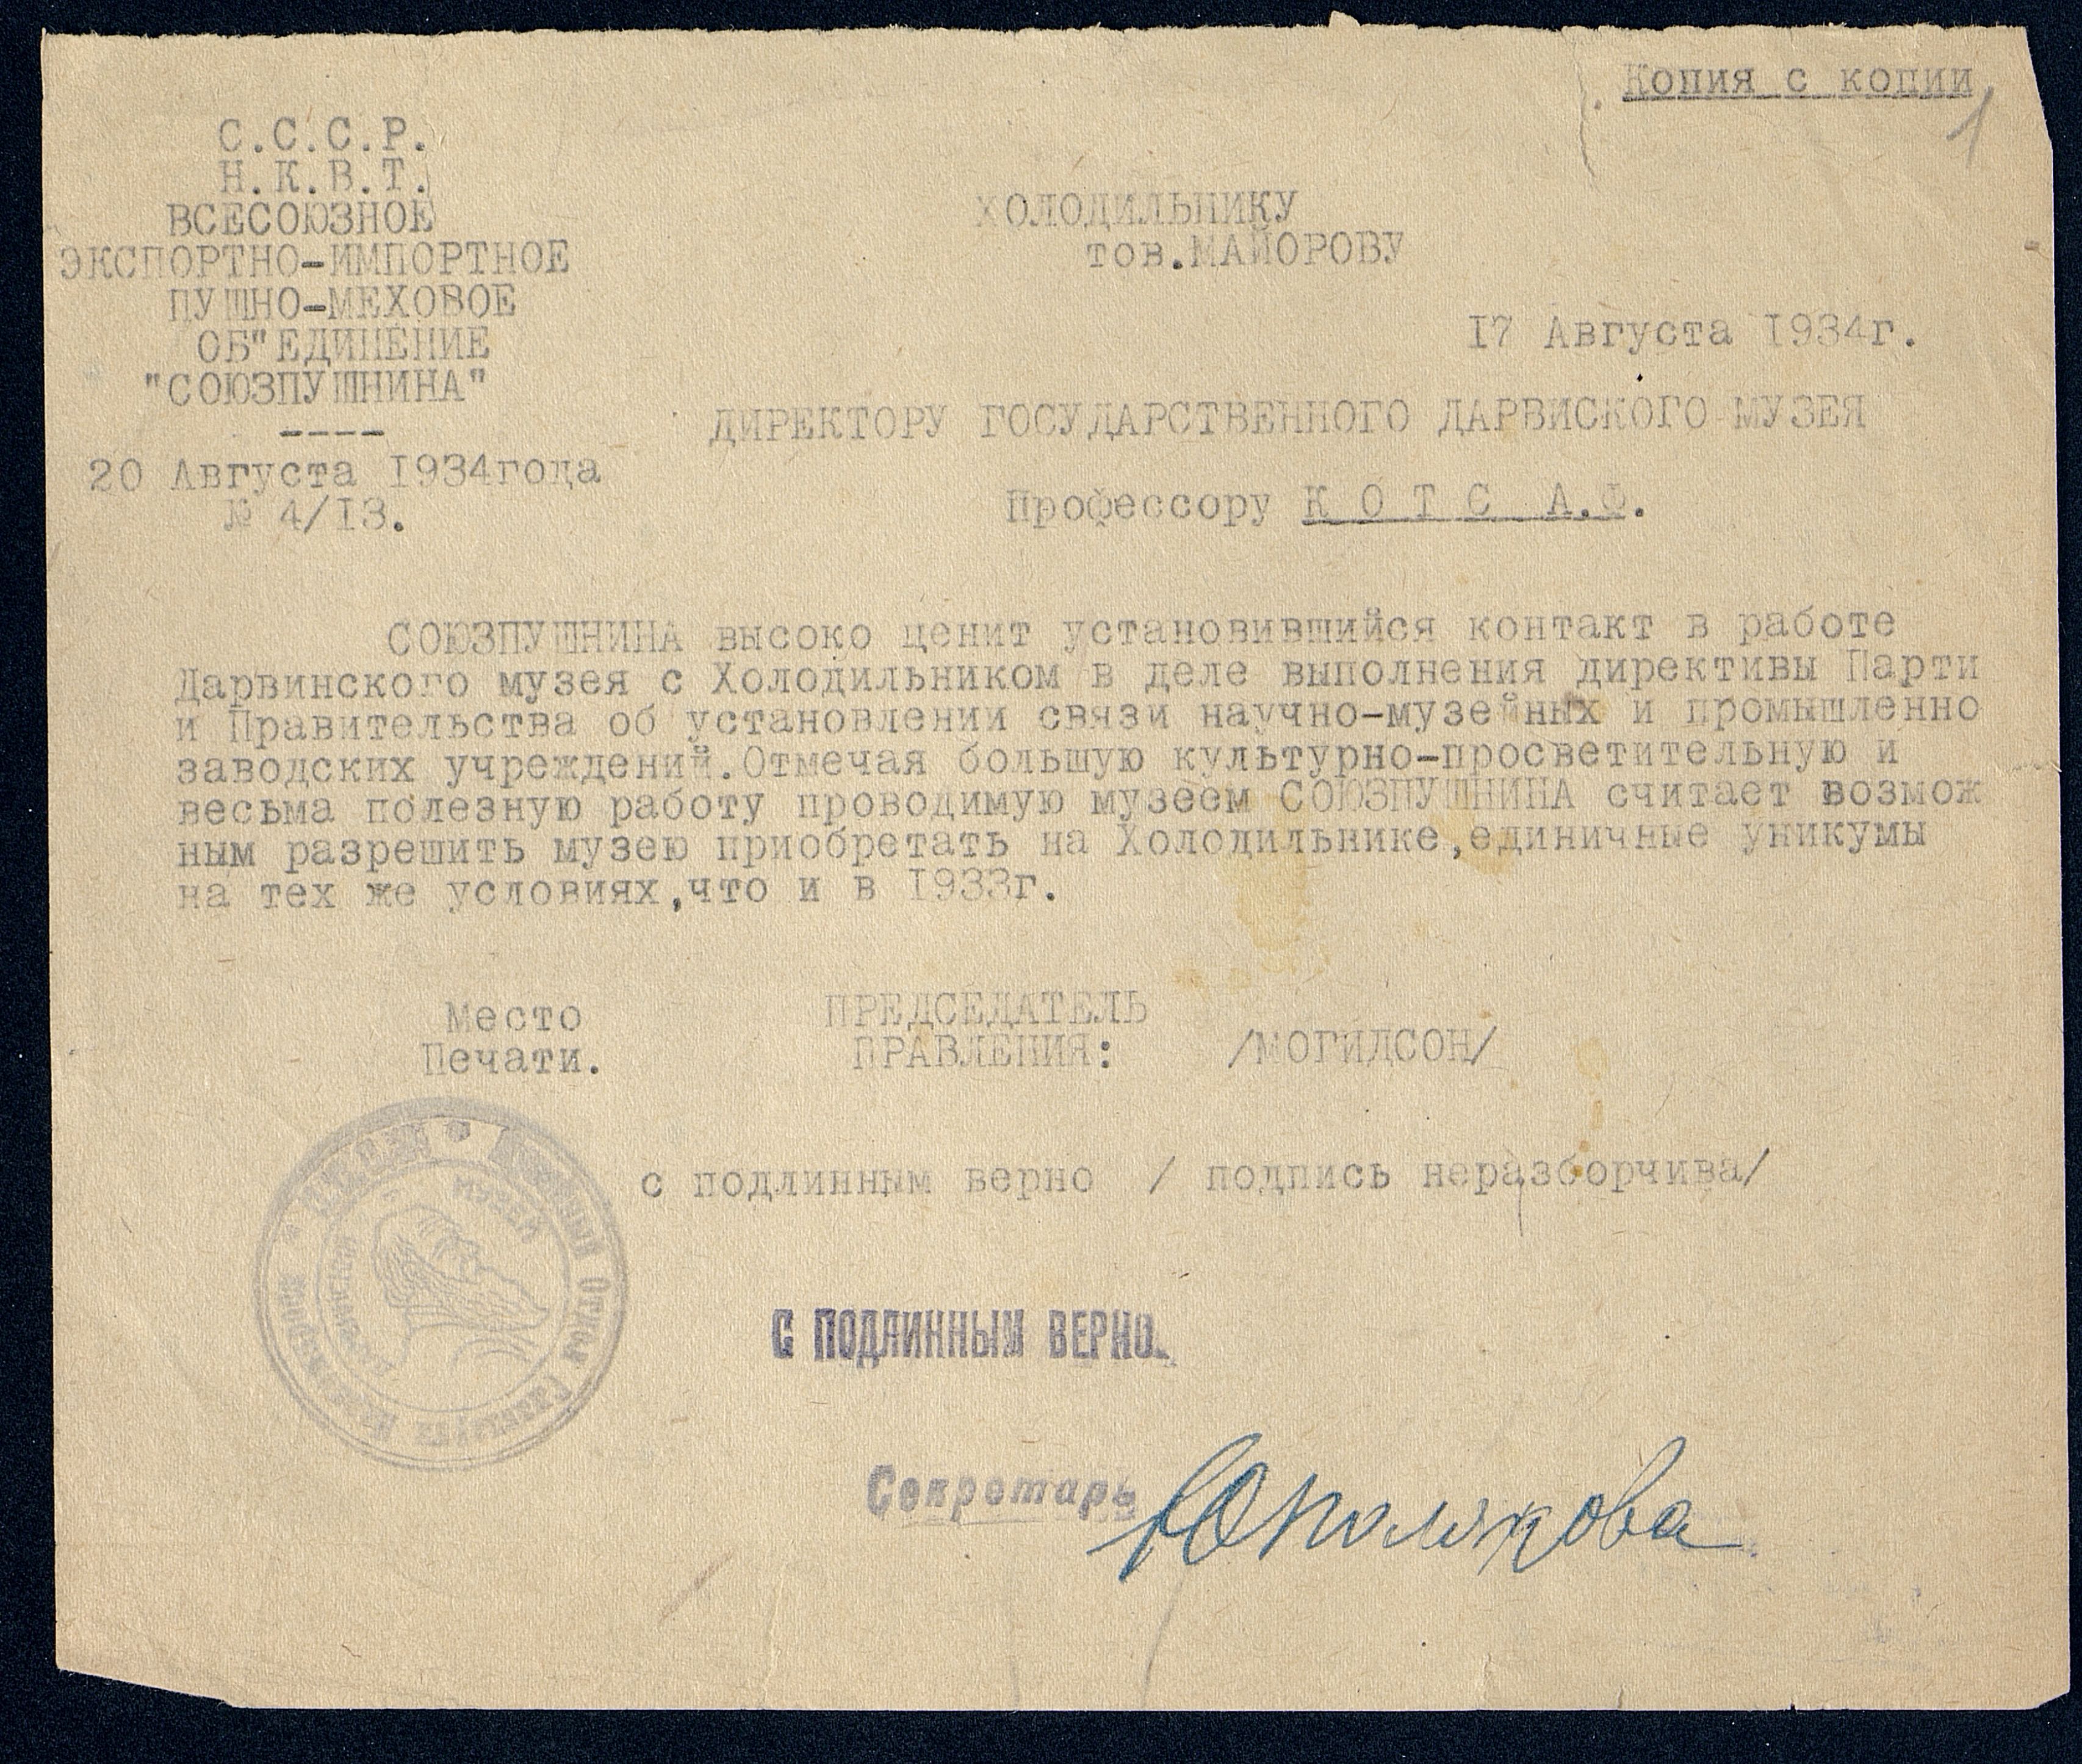 Копия с копии
1
С.С.С.Р.
Н.К.В.Т.
ВСЕСОЮЗНОЕ
ЭКСПОРТНО-ИМПОРТНОЕ
ПУШНО-МЕХОВОЕ
ОБ"ЕДИНЕНИЕ
"СОЮЗПУШНИНА"
----
20 Августа 1934года
№ 4/13.
ХОЛОДИЛЬНИКУ
тов.МАЙОРОВУ
17 Августа 1934г.
ДИРЕКТОРУ ГОСУДАРСТВЕННОГО ДАРВИСКОГО МУЗЕЯ
Профессору К О Т С А.Ф.
СОЮЗПУШНИНА высоко ценит установившийся контакт в работе
Дарвинского музея с Холодильником в деле выполнения директивы Парти
и Правительства об установлении связи научно-музейных и промышленно
заводских учреждений.Отмечая большую культурно-просветительную и
весьма полезную работу проводимую музеем СОЮЗПУШНИНА считает возмож
ным разрешить музею приобретать на Холодильнике,единичные уникумы
на тех же условиях,что и в 1933г.
Место
Печати.
ПРЕДСЕДАТЕЛЬ
ПРАВЛЕНИЯ: /МОГИДСОН/
с подлинным верно / подпись неразборчива/
МУЗЕЙ
С ПОДЛИННЫМ ВЕРНО.
Секретарь